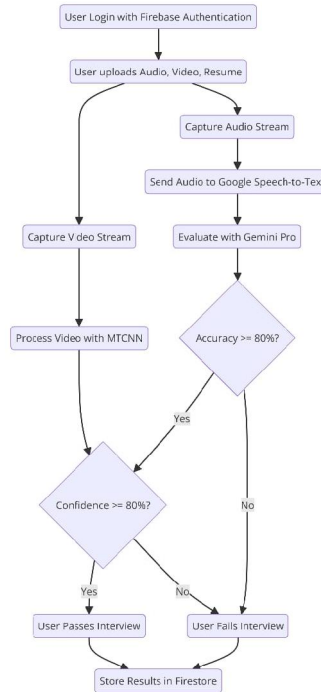 User Login with Firebase Authentication
User uploads Audio, Video, Resume
Capture Audio Stream
Send Audio to Google Speech-to-Tex
Capture Video Stream
Evaluate with Gemini Pro
Process Video with MTCNN
Accuracy >= 80%?
Yes
Confidence >= 80%?
No
Yes
No
User Passes Interview
User Fails Interview
Store Results in Firestore